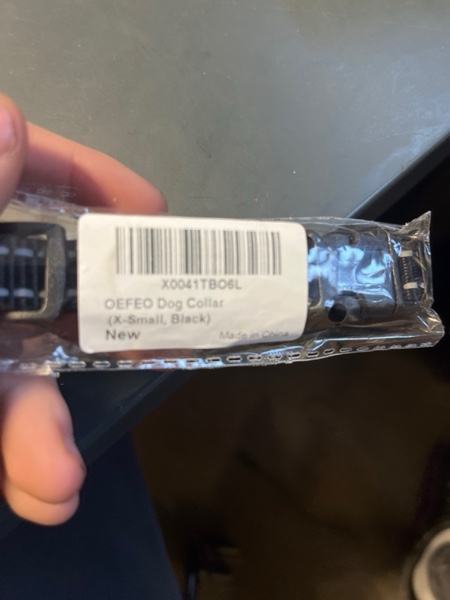 X0041TBO6L
OEFEO Dog Collar
(X-Small, Black)
New
Made in China